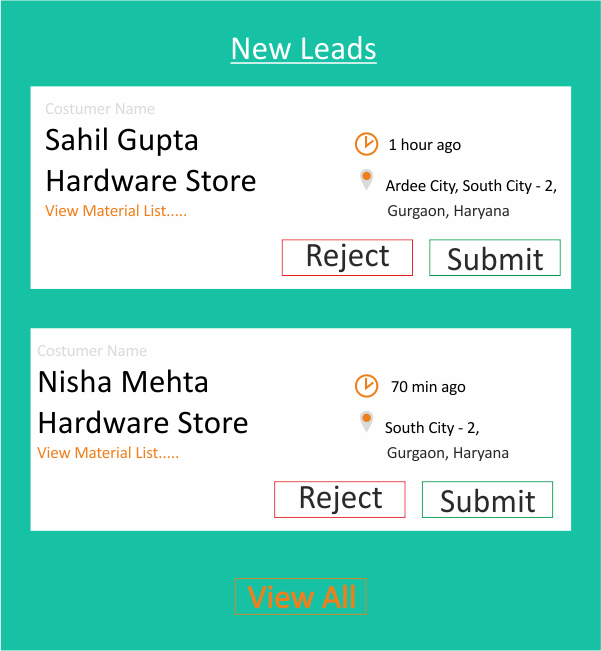 New Leads
Costumer Name
Sahil Gupta
Hardware Store
View Material List.....
1 hour ago
Ardee City, South City - 2,
Gurgaon, Haryana
Reject
Submit
Costumer Name
Nisha Mehta
Hardware Store
View Material List.....
70 min ago
South City - 2,
Gurgaon, Haryana
Reject
Submit
View All